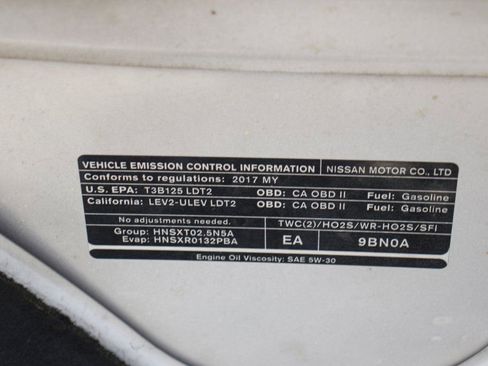 VEHICLE EMISSION CONTROL INFORMATION NISSAN MOTOR CO., LTD
Conforms to regulations: 2017 MY
U.S. EPA: T3B125 LDT2 OBD: CA OBD II Fuel: Gasoline
California: LEV2-ULEV LDT2 OBD: CA OBD II Fuel: Gasoline
No adjustments needed. TWC(2)/HO2S/WR-HO2S/SFI
Group: HNSXT02.5N5A
Evap: HNSXR0132PBA EA 9BN0A
Engine Oil Viscosity; SAE 5W-30